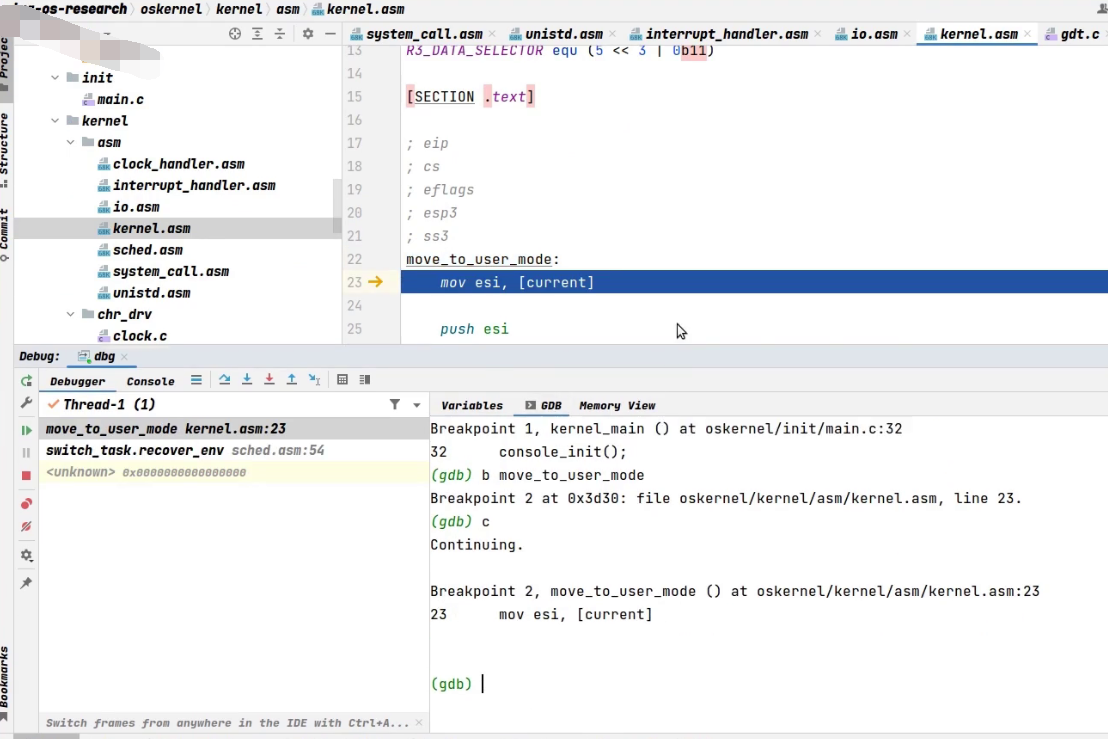 -os-research › oskernel › kernel › asm › kernel.asm
system_call.asm × unistd.asm × interrupt_handler.asm × io.asm × kernel.asm × gdt.c
Project
Structure
Commit
Bookmarks
init
main.c
kernel
asm
clock_handler.asm
interrupt_handler.asm
io.asm
kernel.asm
sched.asm
system_call.asm
unistd.asm
chr_drv
clock.c
13 R3_DATA_SELECTOR equ (5 << 3 | 0b11)
14
15 [SECTION .text]
16
17 ; eip
18 ; cs
19 ; eflags
20 ; esp3
21 ; ss3
22 move_to_user_mode:
23 mov esi, [current]
24
25 push esi
Debug: dbg ×
Debugger Console
Thread-1 (1)
move_to_user_mode kernel.asm:23
switch_task.recover_env sched.asm:54
<unknown> 0x0000000000000000
Switch frames from anywhere in the IDE with Ctrl+A... ×
Variables GDB Memory View
Breakpoint 1, kernel_main () at oskernel/init/main.c:32
32 console_init();
(gdb) b move_to_user_mode
Breakpoint 2 at 0x3d30: file oskernel/kernel/asm/kernel.asm, line 23.
(gdb) c
Continuing.
Breakpoint 2, move_to_user_mode () at oskernel/kernel/asm/kernel.asm:23
23 mov esi, [current]
(gdb)